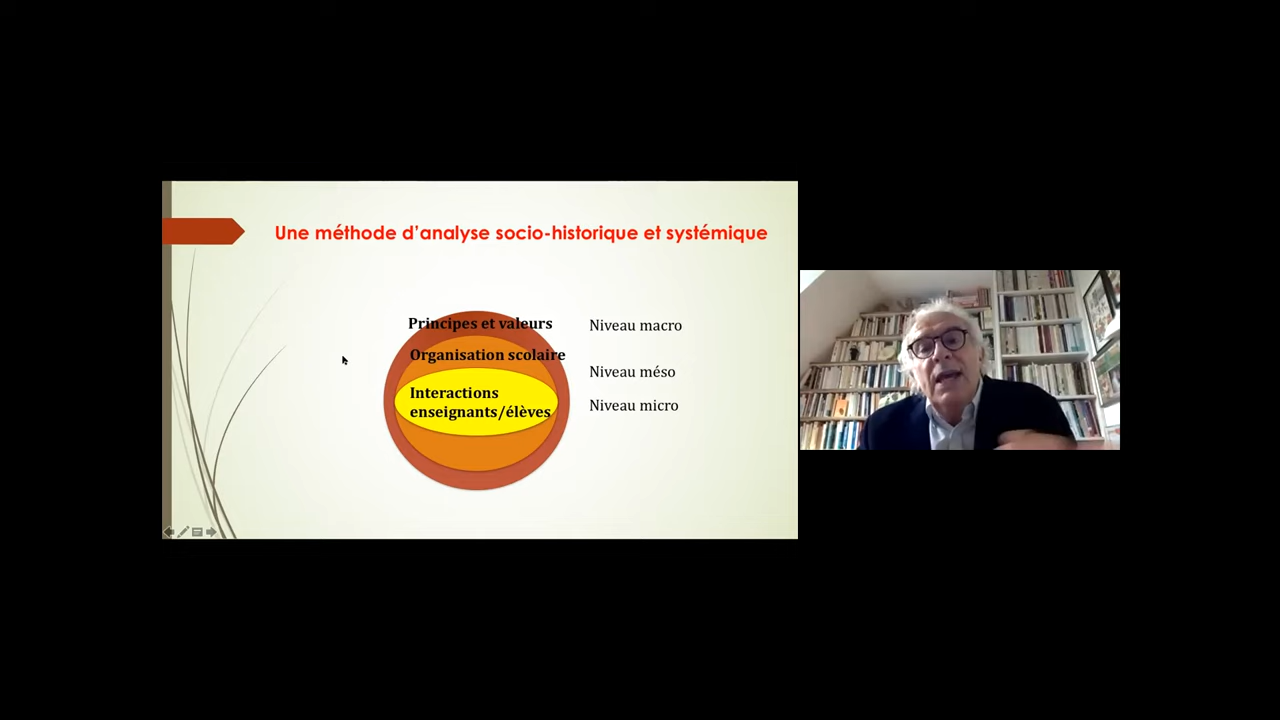 Une méthode d'analyse socio-historique et systémique
Principes et valeurs
Niveau macro
Organisation scolaire
Niveau méso
Interactions
enseignants/élèves
Niveau micro